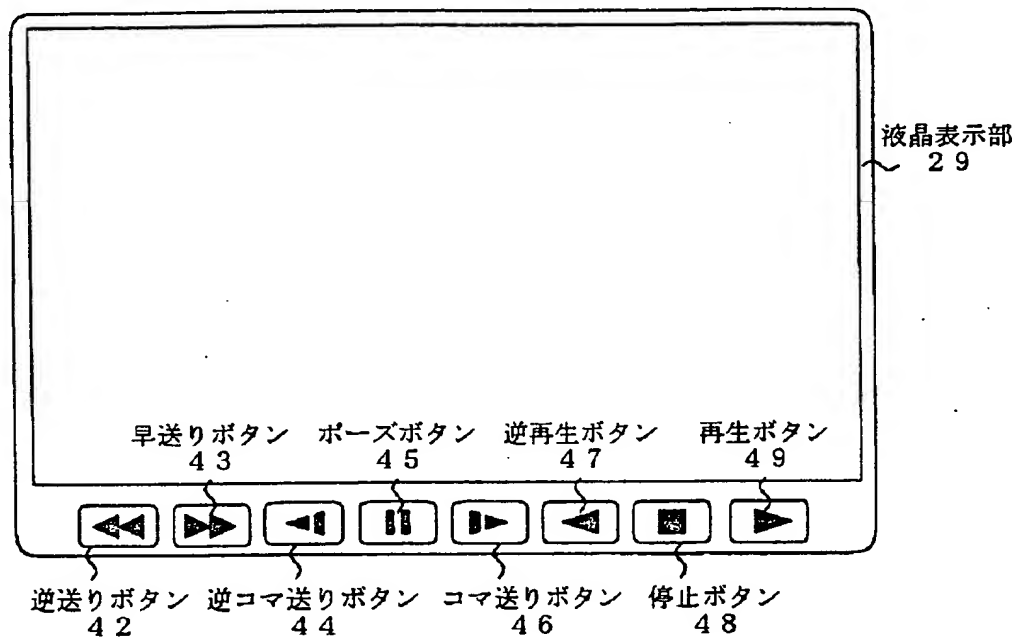 液晶表示部
29
早送りボタン ポーズボタン 逆再生ボタン 再生ボタン
43 45 47 49
逆送りボタン 逆コマ送りボタン コマ送りボタン 停止ボタン
42 44 46 48